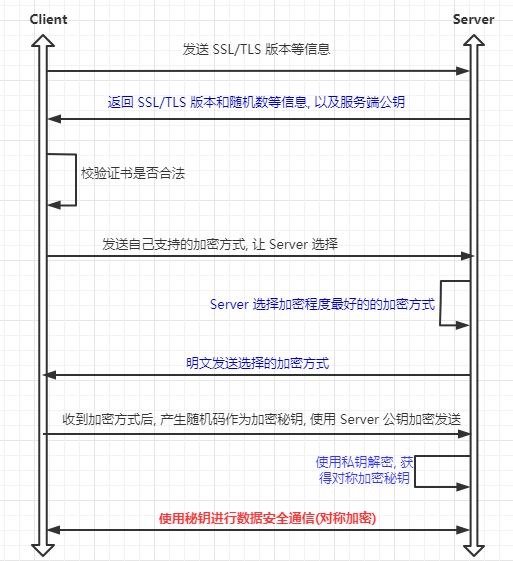 Client
Server
发送 SSL/TLS 版本等信息
返回 SSL/TLS 版本和随机数等信息, 以及服务端公钥
校验证书是否合法
发送自己支持的加密方式, 让 Server 选择
Server 选择加密程度最好的的加密方式
明文发送选择的加密方式
收到加密方式后, 产生随机码作为加密秘钥, 使用 Server 公钥加密发送
使用私钥解密, 获
得对称加密秘钥
使用秘钥进行数据安全通信(对称加密)